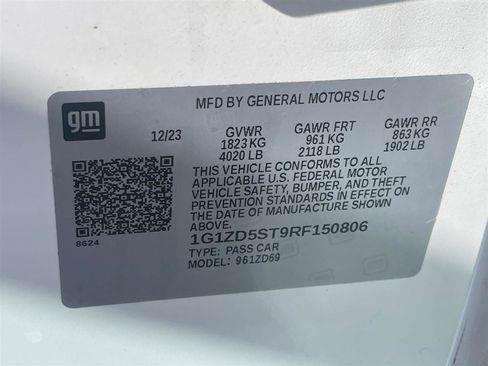 MFD BY GENERAL MOTORS LLC
gm
12/23 GVWR GAWR FRT GAWR RR
1823 KG 961 KG 863 KG
4020 LB 2118 LB 1902 LB
THIS VEHICLE CONFORMS TO ALL
APPLICABLE U.S. FEDERAL MOTOR
VEHICLE SAFETY, BUMPER, AND THEFT
PREVENTION STANDARDS IN EFFECT ON
THE DATE OF MANUFACTURE SHOWN
ABOVE.
8624
1G1ZD5ST9RF150806
TYPE: PASS CAR
MODEL: 961ZD69